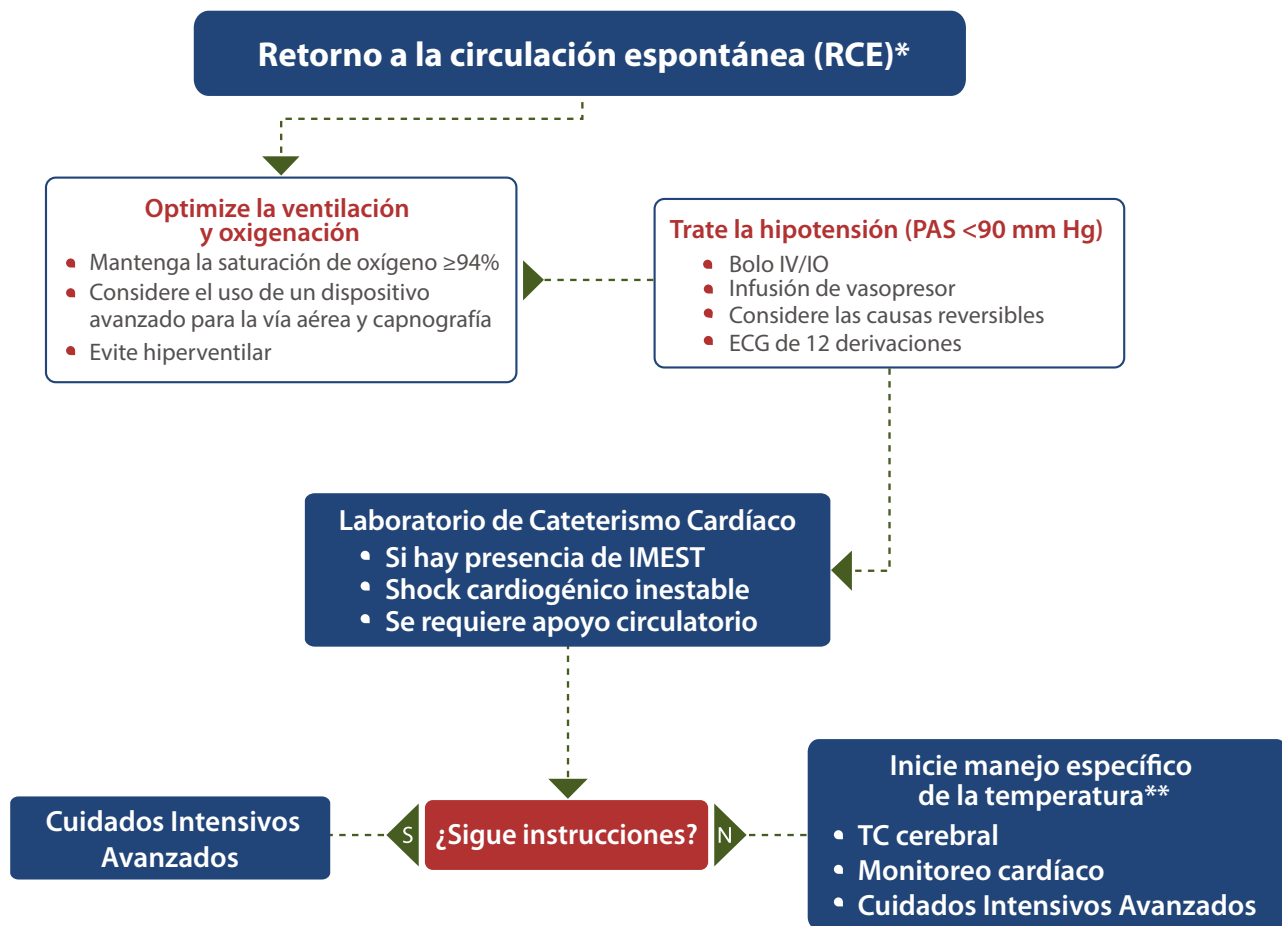 Retorno a la circulación espontánea (RCE)*
Optimize la ventilación
y oxigenación
• Mantenga la saturación de oxígeno ≥94%
• Considere el uso de un dispositivo
avanzado para la vía aérea y capnografía
• Evite hiperventilar
Trate la hipotensión (PAS <90 mm Hg)
• Bolo IV/IO
• Infusión de vasopresor
• Considere las causas reversibles
• ECG de 12 derivaciones
Laboratorio de Cateterismo Cardíaco
• Si hay presencia de IMEST
• Shock cardiogénico inestable
• Se requiere apoyo circulatorio
Cuidados Intensivos
Avanzados
S
¿Sigue instrucciones?
N
Inicie manejo específico
de la temperatura**
• TC cerebral
• Monitoreo cardíaco
• Cuidados Intensivos Avanzados